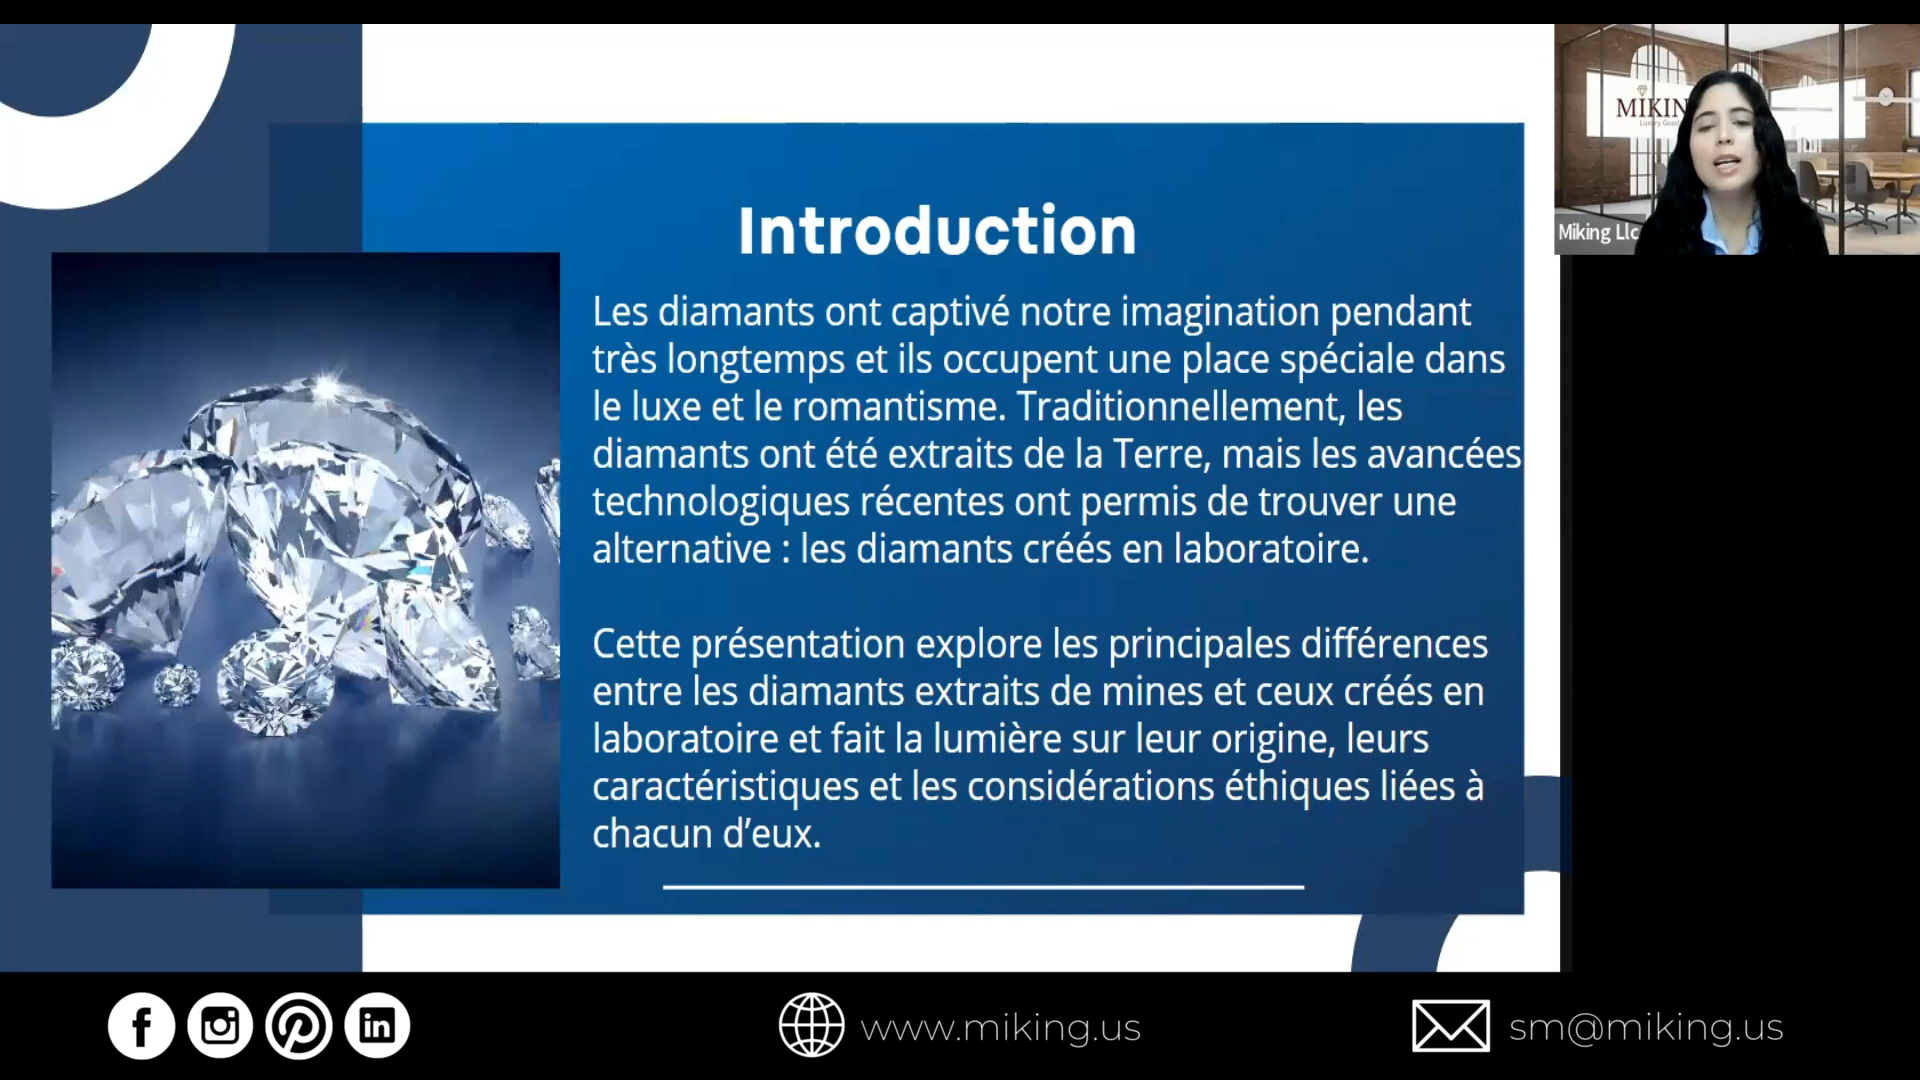 Introduction
Les diamants ont captivé notre imagination pendant
très longtemps et ils occupent une place spéciale dans
le luxe et le romantisme. Traditionnellement, les
diamants ont été extraits de la Terre, mais les avancées
technologiques récentes ont permis de trouver une
alternative : les diamants créés en laboratoire.
Cette présentation explore les principales différences
entre les diamants extraits de mines et ceux créés en
laboratoire et fait la lumière sur leur origine, leurs
caractéristiques et les considérations éthiques liées à
chacun d’eux.
MIKIN
Luxury Good
Miking Llc
www.miking.us
sm@miking.us